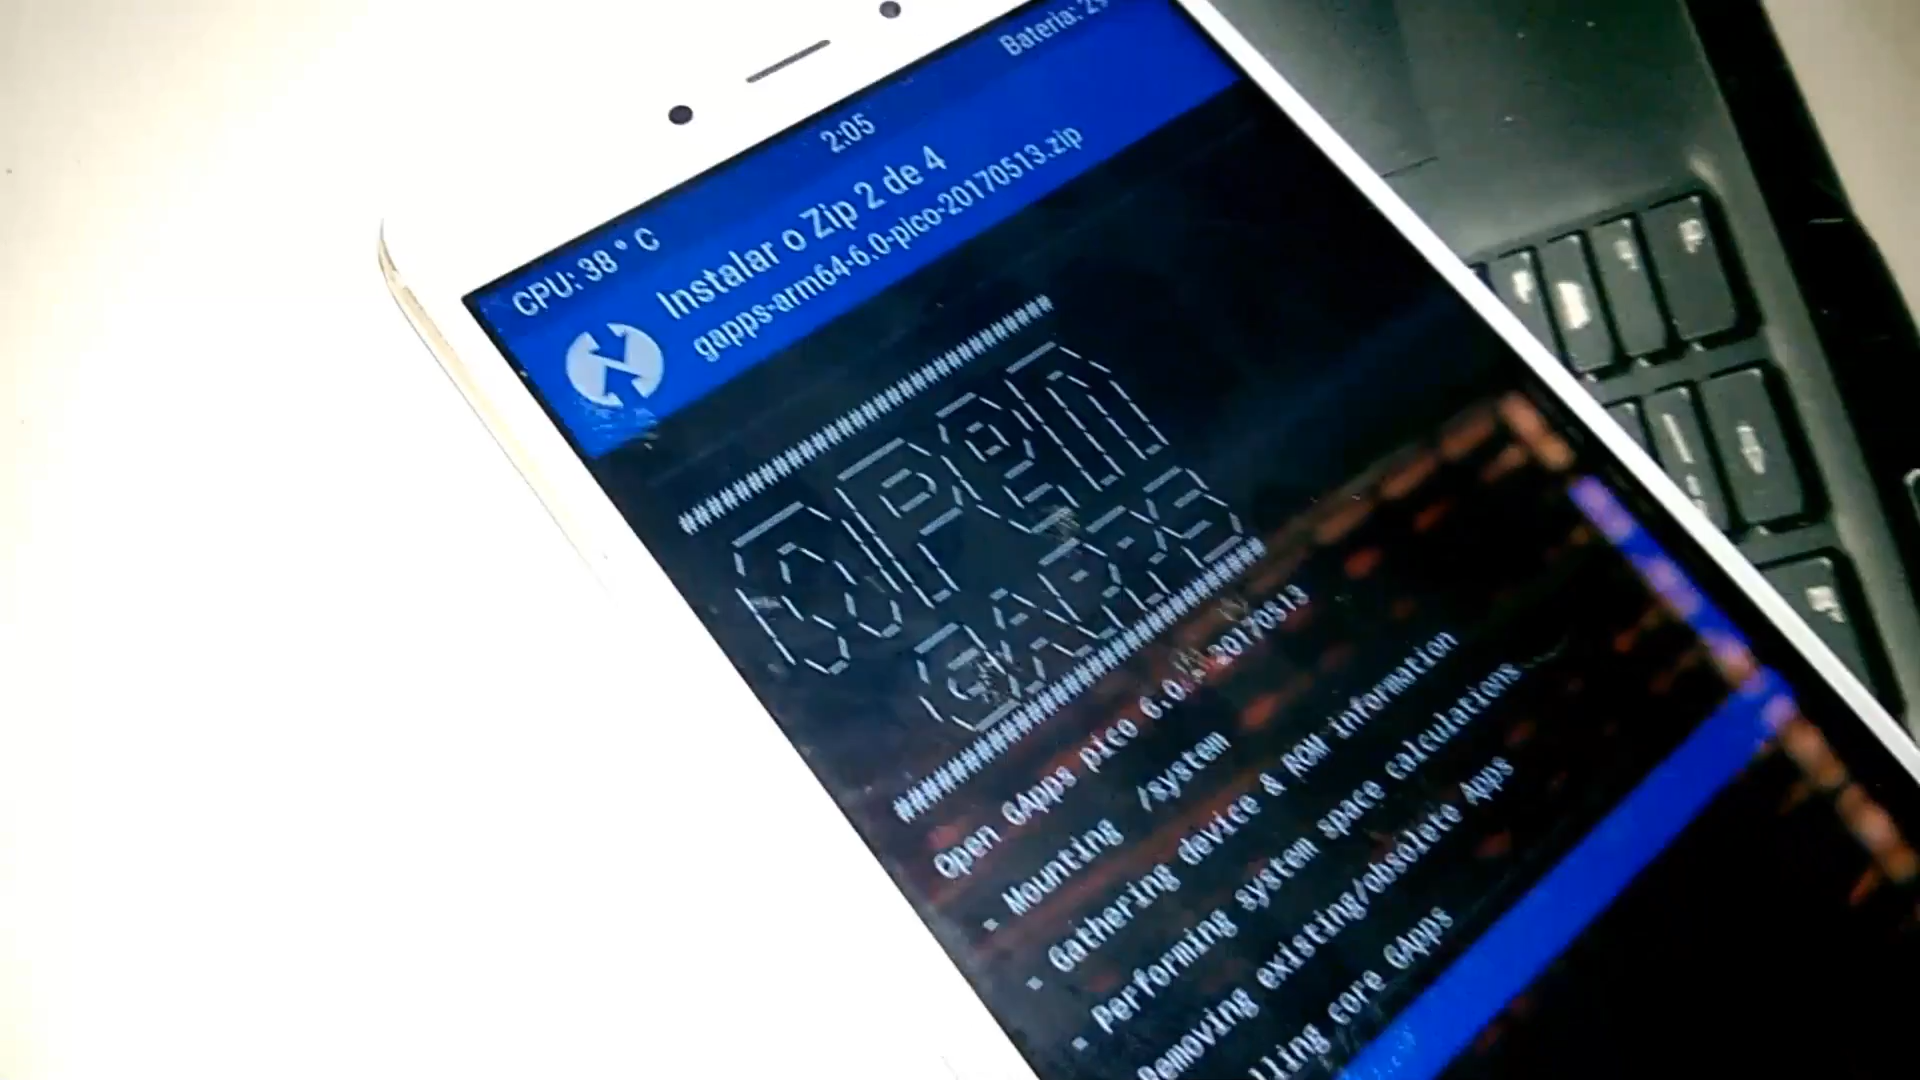 2:05
CPU: 38 ° C
Bateria:
Instalar o Zip 2 de 4
gapps-arm64-6.0-pico-20170513.zip
##############################
OPEN
GAPPS
##############################
Open GApps pico 6.0 20170513
- Mounting /system
- Gathering device & ROM information
- Performing system space calculations...
Removing existing/obsolete Apps
lling core GApps